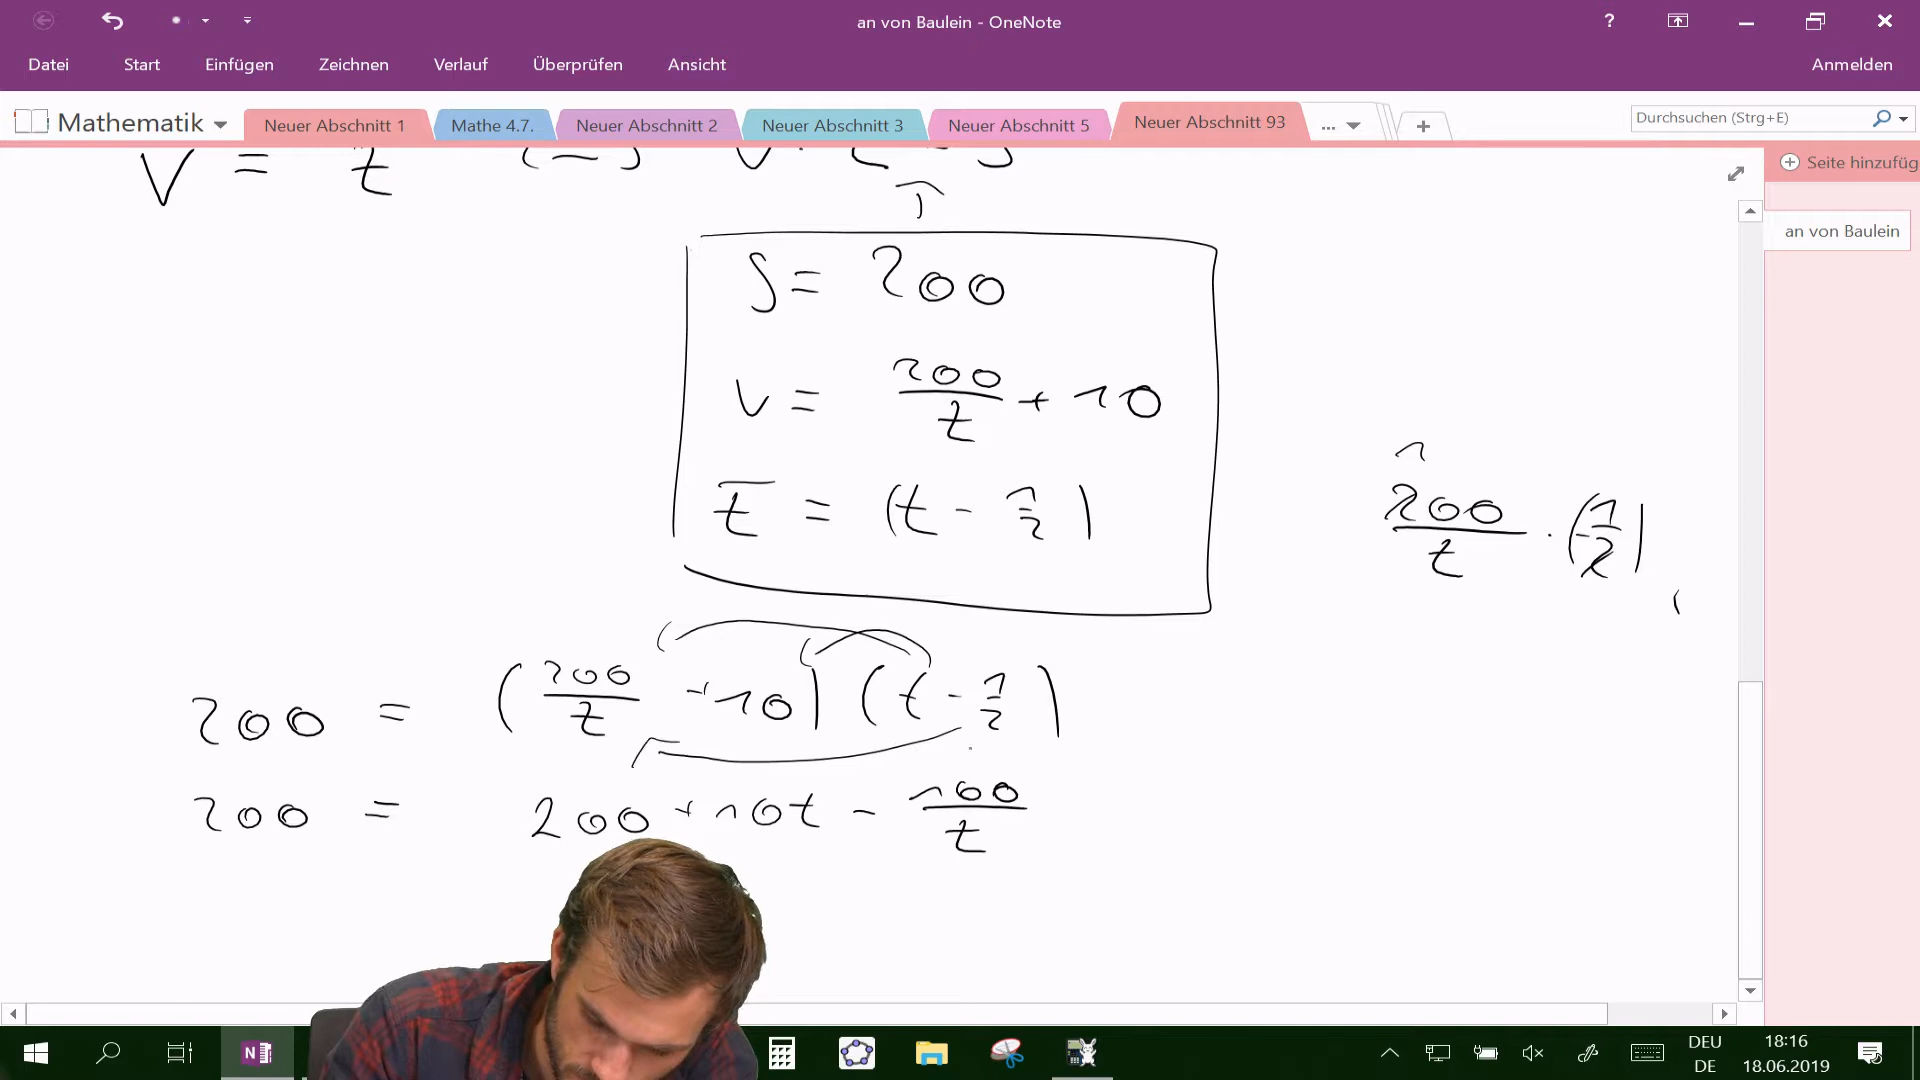 an von Baulein - OneNote
?
Datei Start Einfügen Zeichnen Verlauf Überprüfen Ansicht Anmelden
Mathematik Neuer Abschnitt 1 Mathe 4.7. Neuer Abschnitt 2 Neuer Abschnitt 3 Neuer Abschnitt 5 Neuer Abschnitt 93 ... + Durchsuchen (Strg+E)
Seite hinzufüg
an von Baulein
V = t
S = 200
v = 200/t + 10
t̅ = (t - 1/2)
1
200/t · (-1/2)
200 = (200/t + 10) (t - 1/2)
200 = 200 + 10t - 100/t
N DEU 18:16
DE 18.06.2019